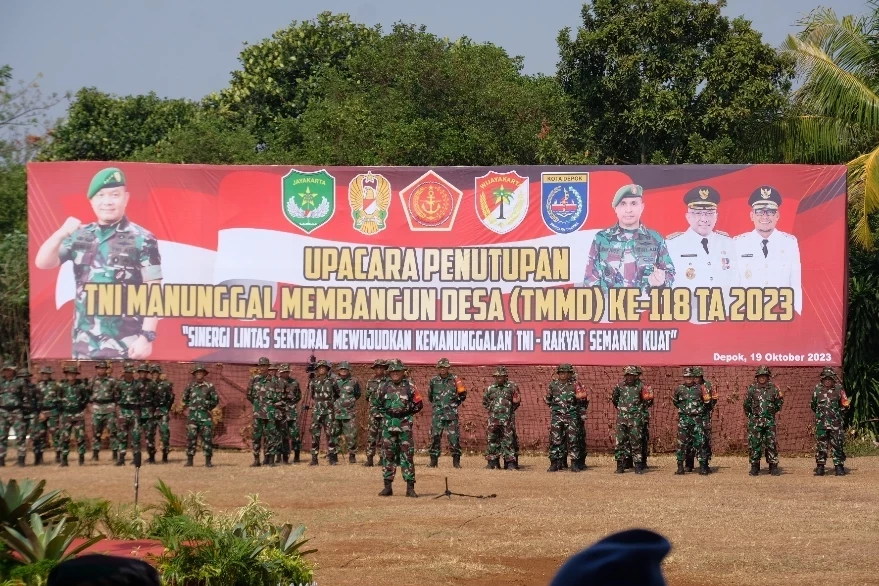 JAYAKARTA
WIJAYAKARTA
KOTA DEPOK
UPACARA PENUTUPAN
TNI MANUNGGAL MEMBANGUN DESA (TMMD) KE-118 TA 2023
"SINERGI LINTAS SEKTORAL MEWUJUDKAN KEMANUNGGALAN TNI - RAKYAT SEMAKIN KUAT"
Depok, 19 Oktober 2023